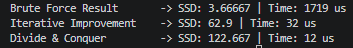 Brute Force Result -> SSD: 3.66667 | Time: 1719 us
Iterative Improvement -> SSD: 62.9 | Time: 32 us
Divide & Conquer -> SSD: 122.667 | Time: 12 us